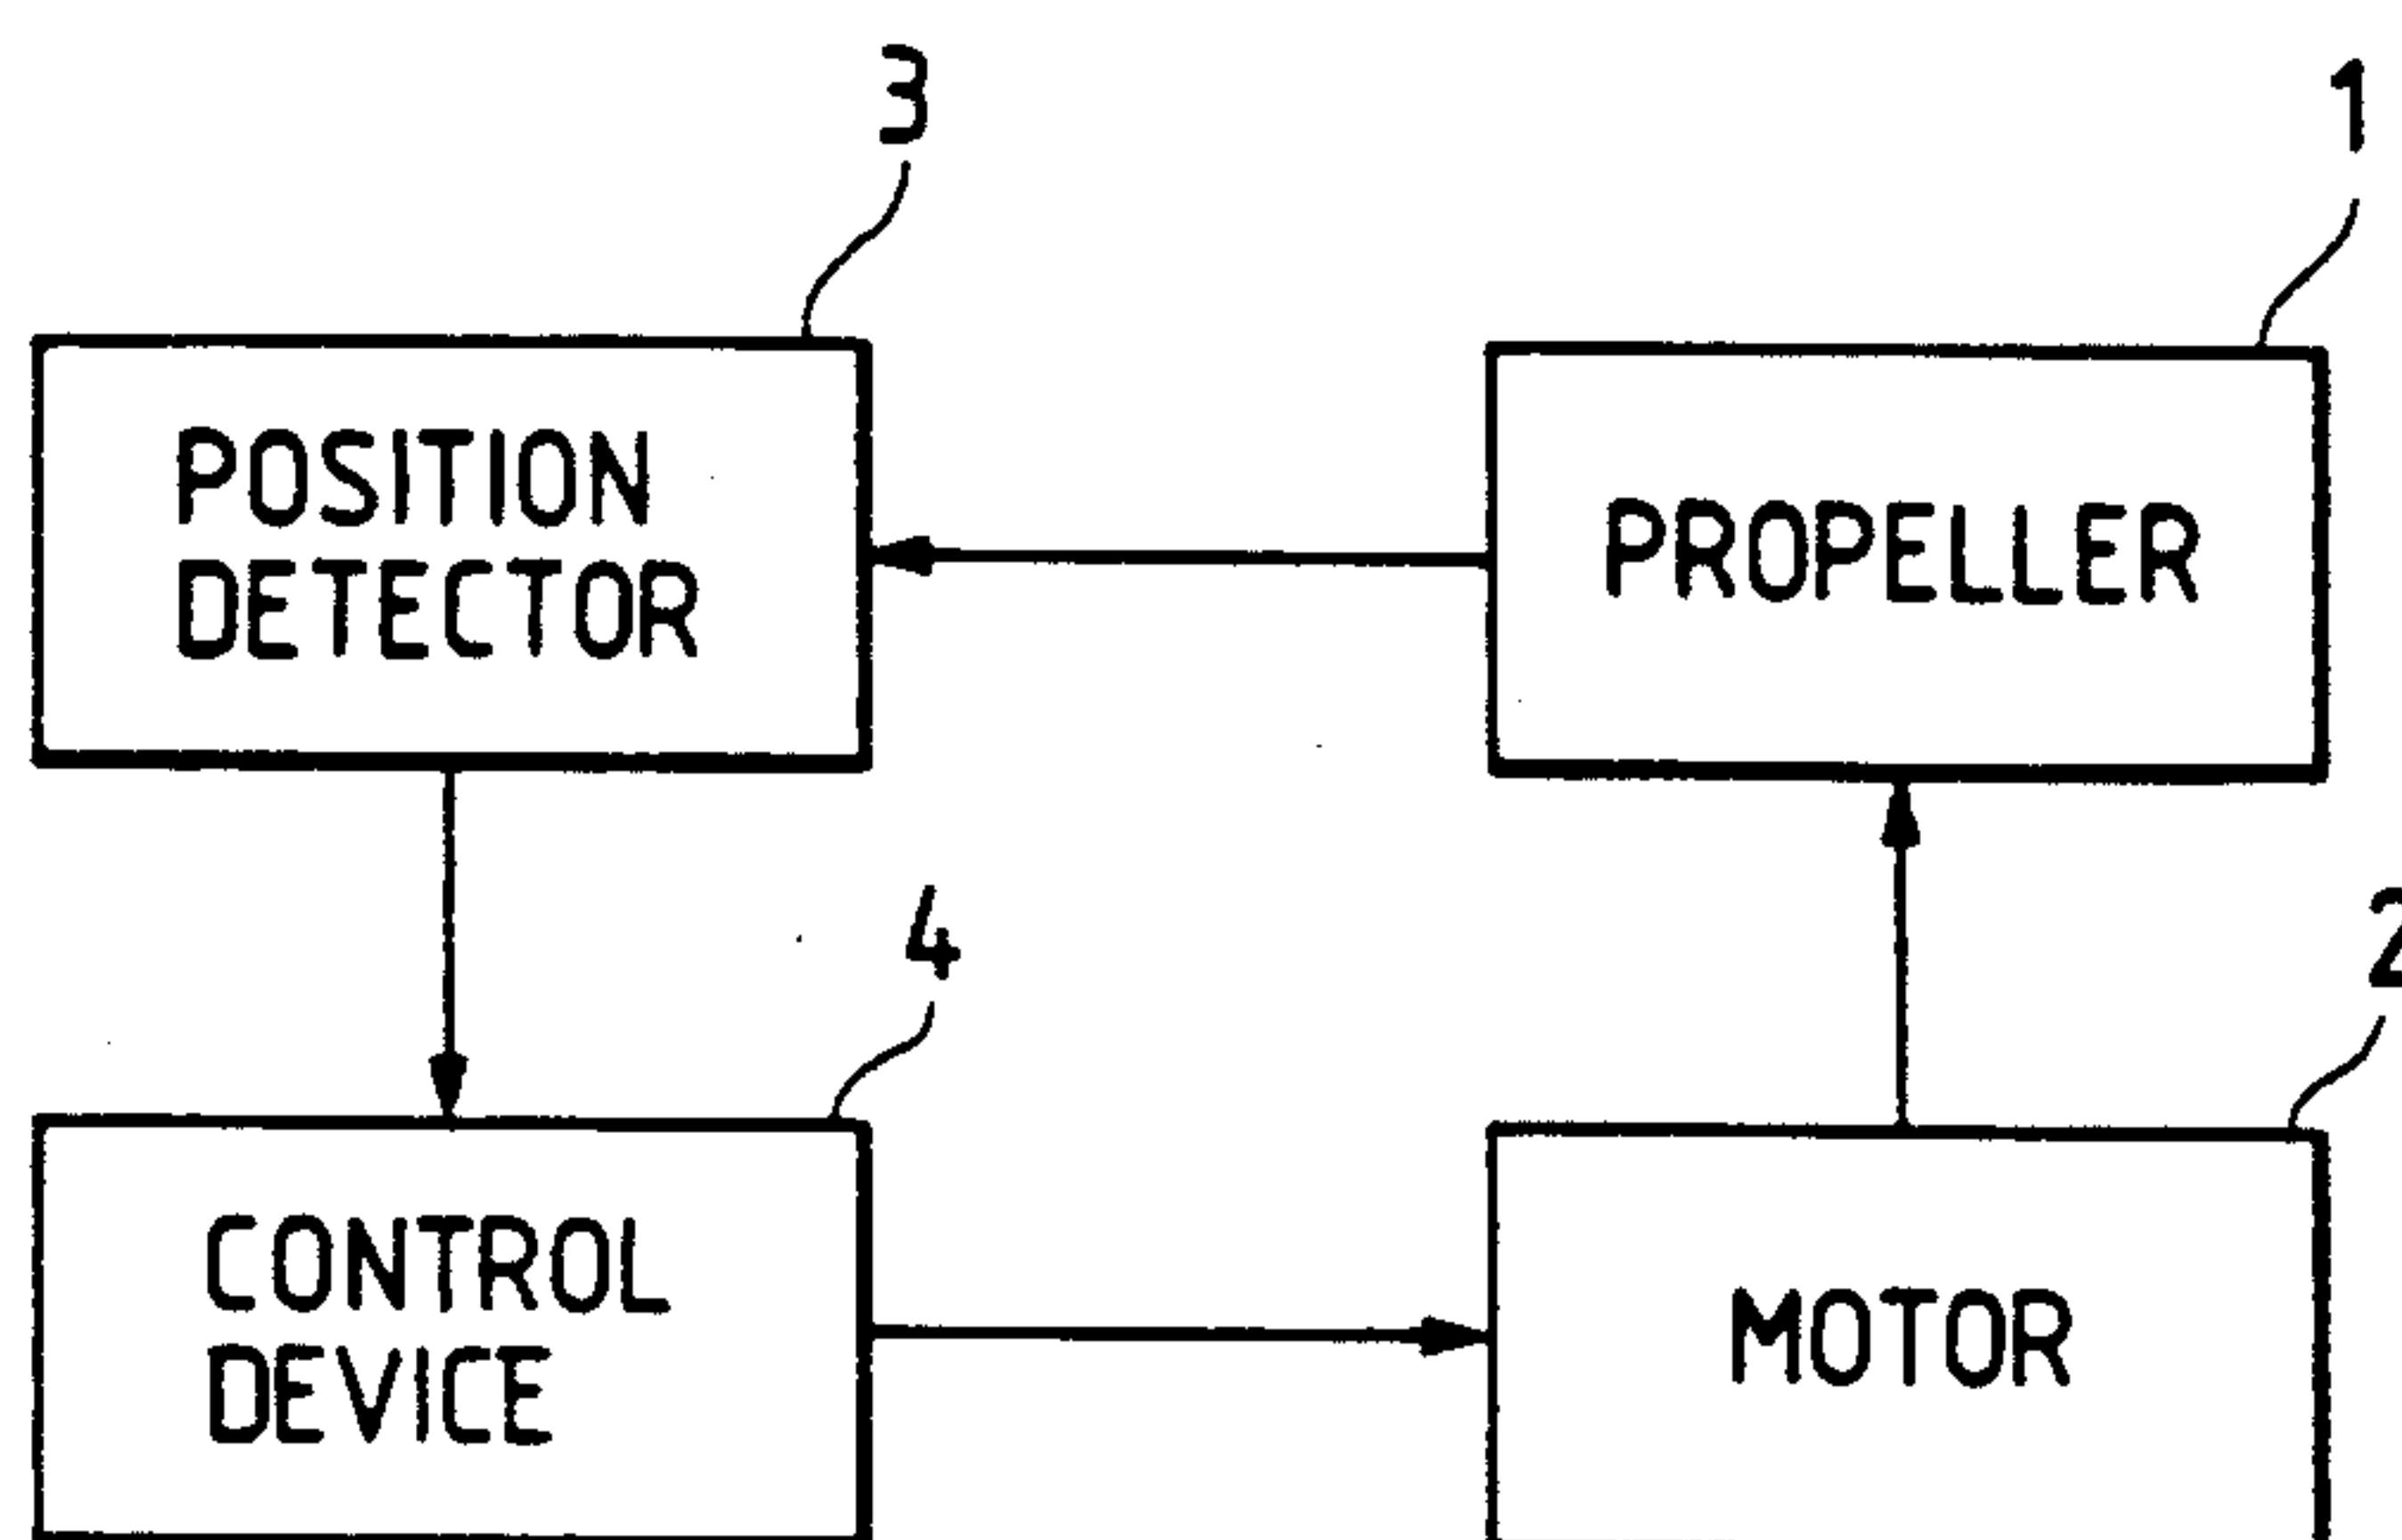 3
1
POSITION
DETECTOR
PROPELLER
4
2
CONTROL
DEVICE
MOTOR